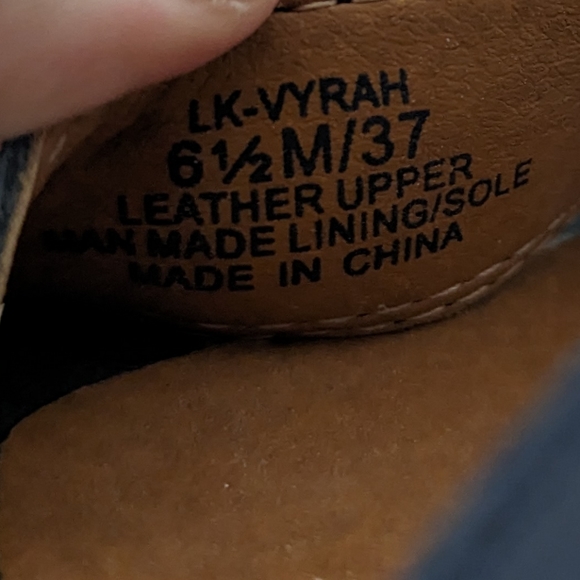 LK-VYRAH
6½ M/37
LEATHER UPPER
MAN MADE LINING/SOLE
MADE IN CHINA